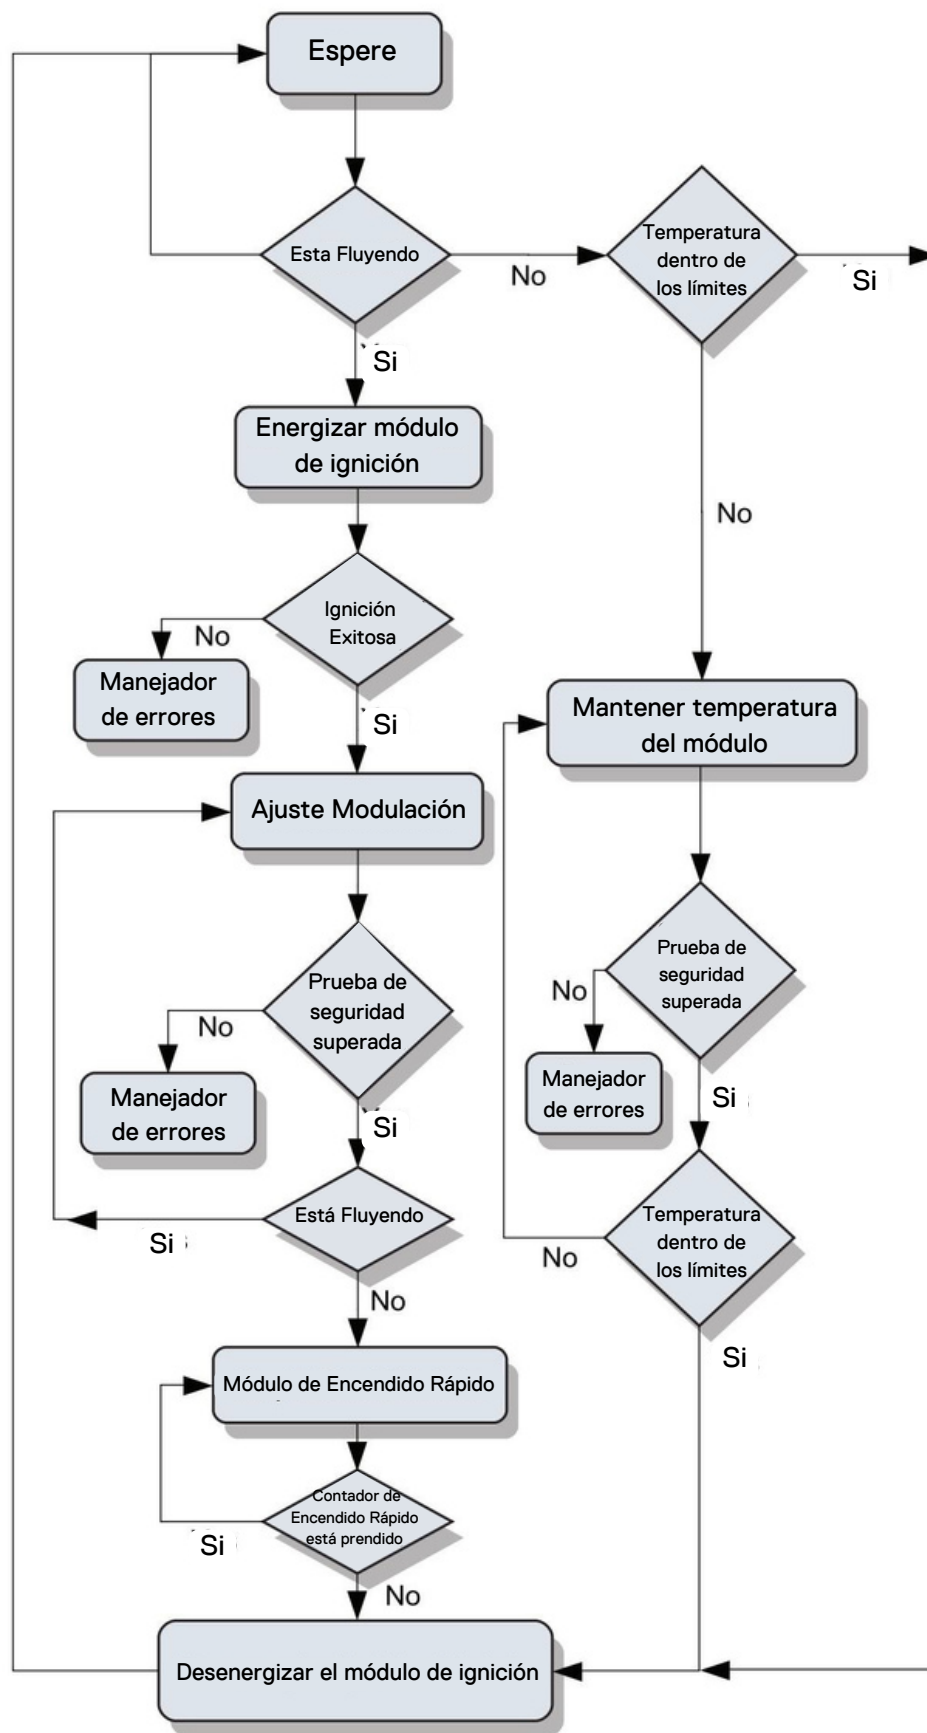 Espere
Esta Fluyendo
No
Temperatura
dentro de
los límites
Si
Si
Energizar módulo
de ignición
No
Ignición
Exitosa
No
Manejador
de errores
Si
Mantener temperatura
del módulo
Ajuste Modulación
Prueba de
seguridad
superada
No
Manejador
de errores
Si
Prueba de
seguridad
superada
No
Manejador
de errores
Si
Está Fluyendo
Si
No
Temperatura
dentro de
los límites
No
Si
Módulo de Encendido Rápido
Contador de
Encendido Rápido
está prendido
Si
No
Desenergizar el módulo de ignición